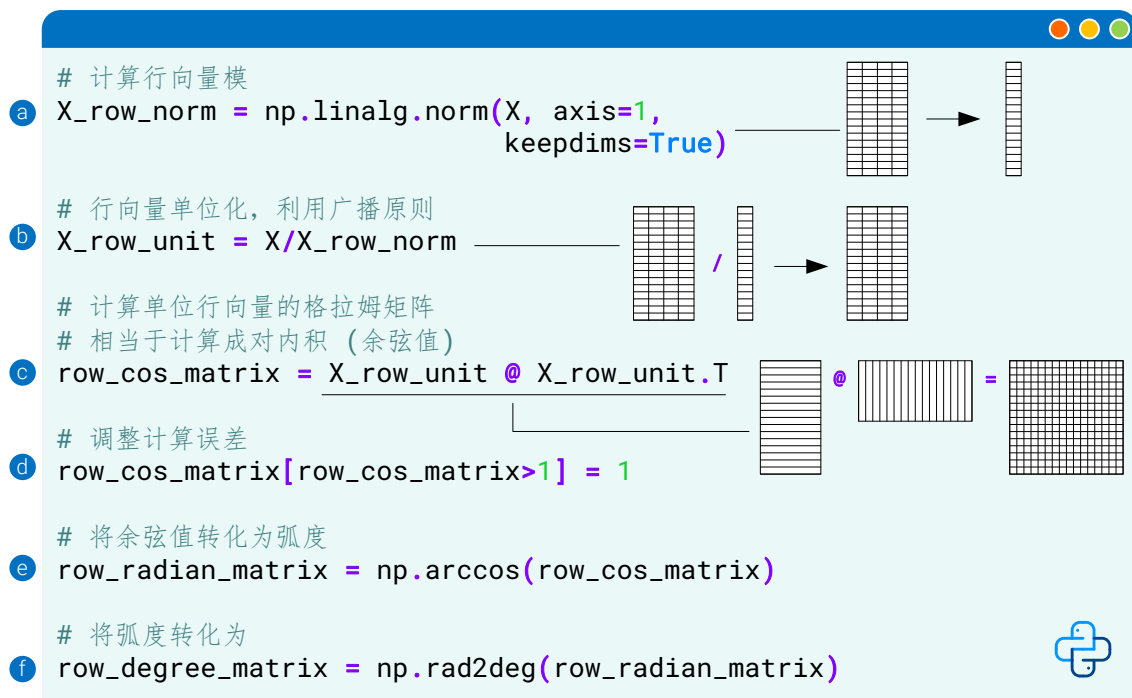 # 计算行向量模
a X_row_norm = np.linalg.norm(X, axis=1,
keepdims=True)
# 行向量单位化, 利用广播原则
b X_row_unit = X/X_row_norm
/
# 计算单位行向量的格拉姆矩阵
# 相当于计算成对内积 (余弦值)
c row_cos_matrix = X_row_unit @ X_row_unit.T
@ =
# 调整计算误差
d row_cos_matrix[row_cos_matrix>1] = 1
# 将余弦值转化为弧度
e row_radian_matrix = np.arccos(row_cos_matrix)
# 将弧度转化为
f row_degree_matrix = np.rad2deg(row_radian_matrix)